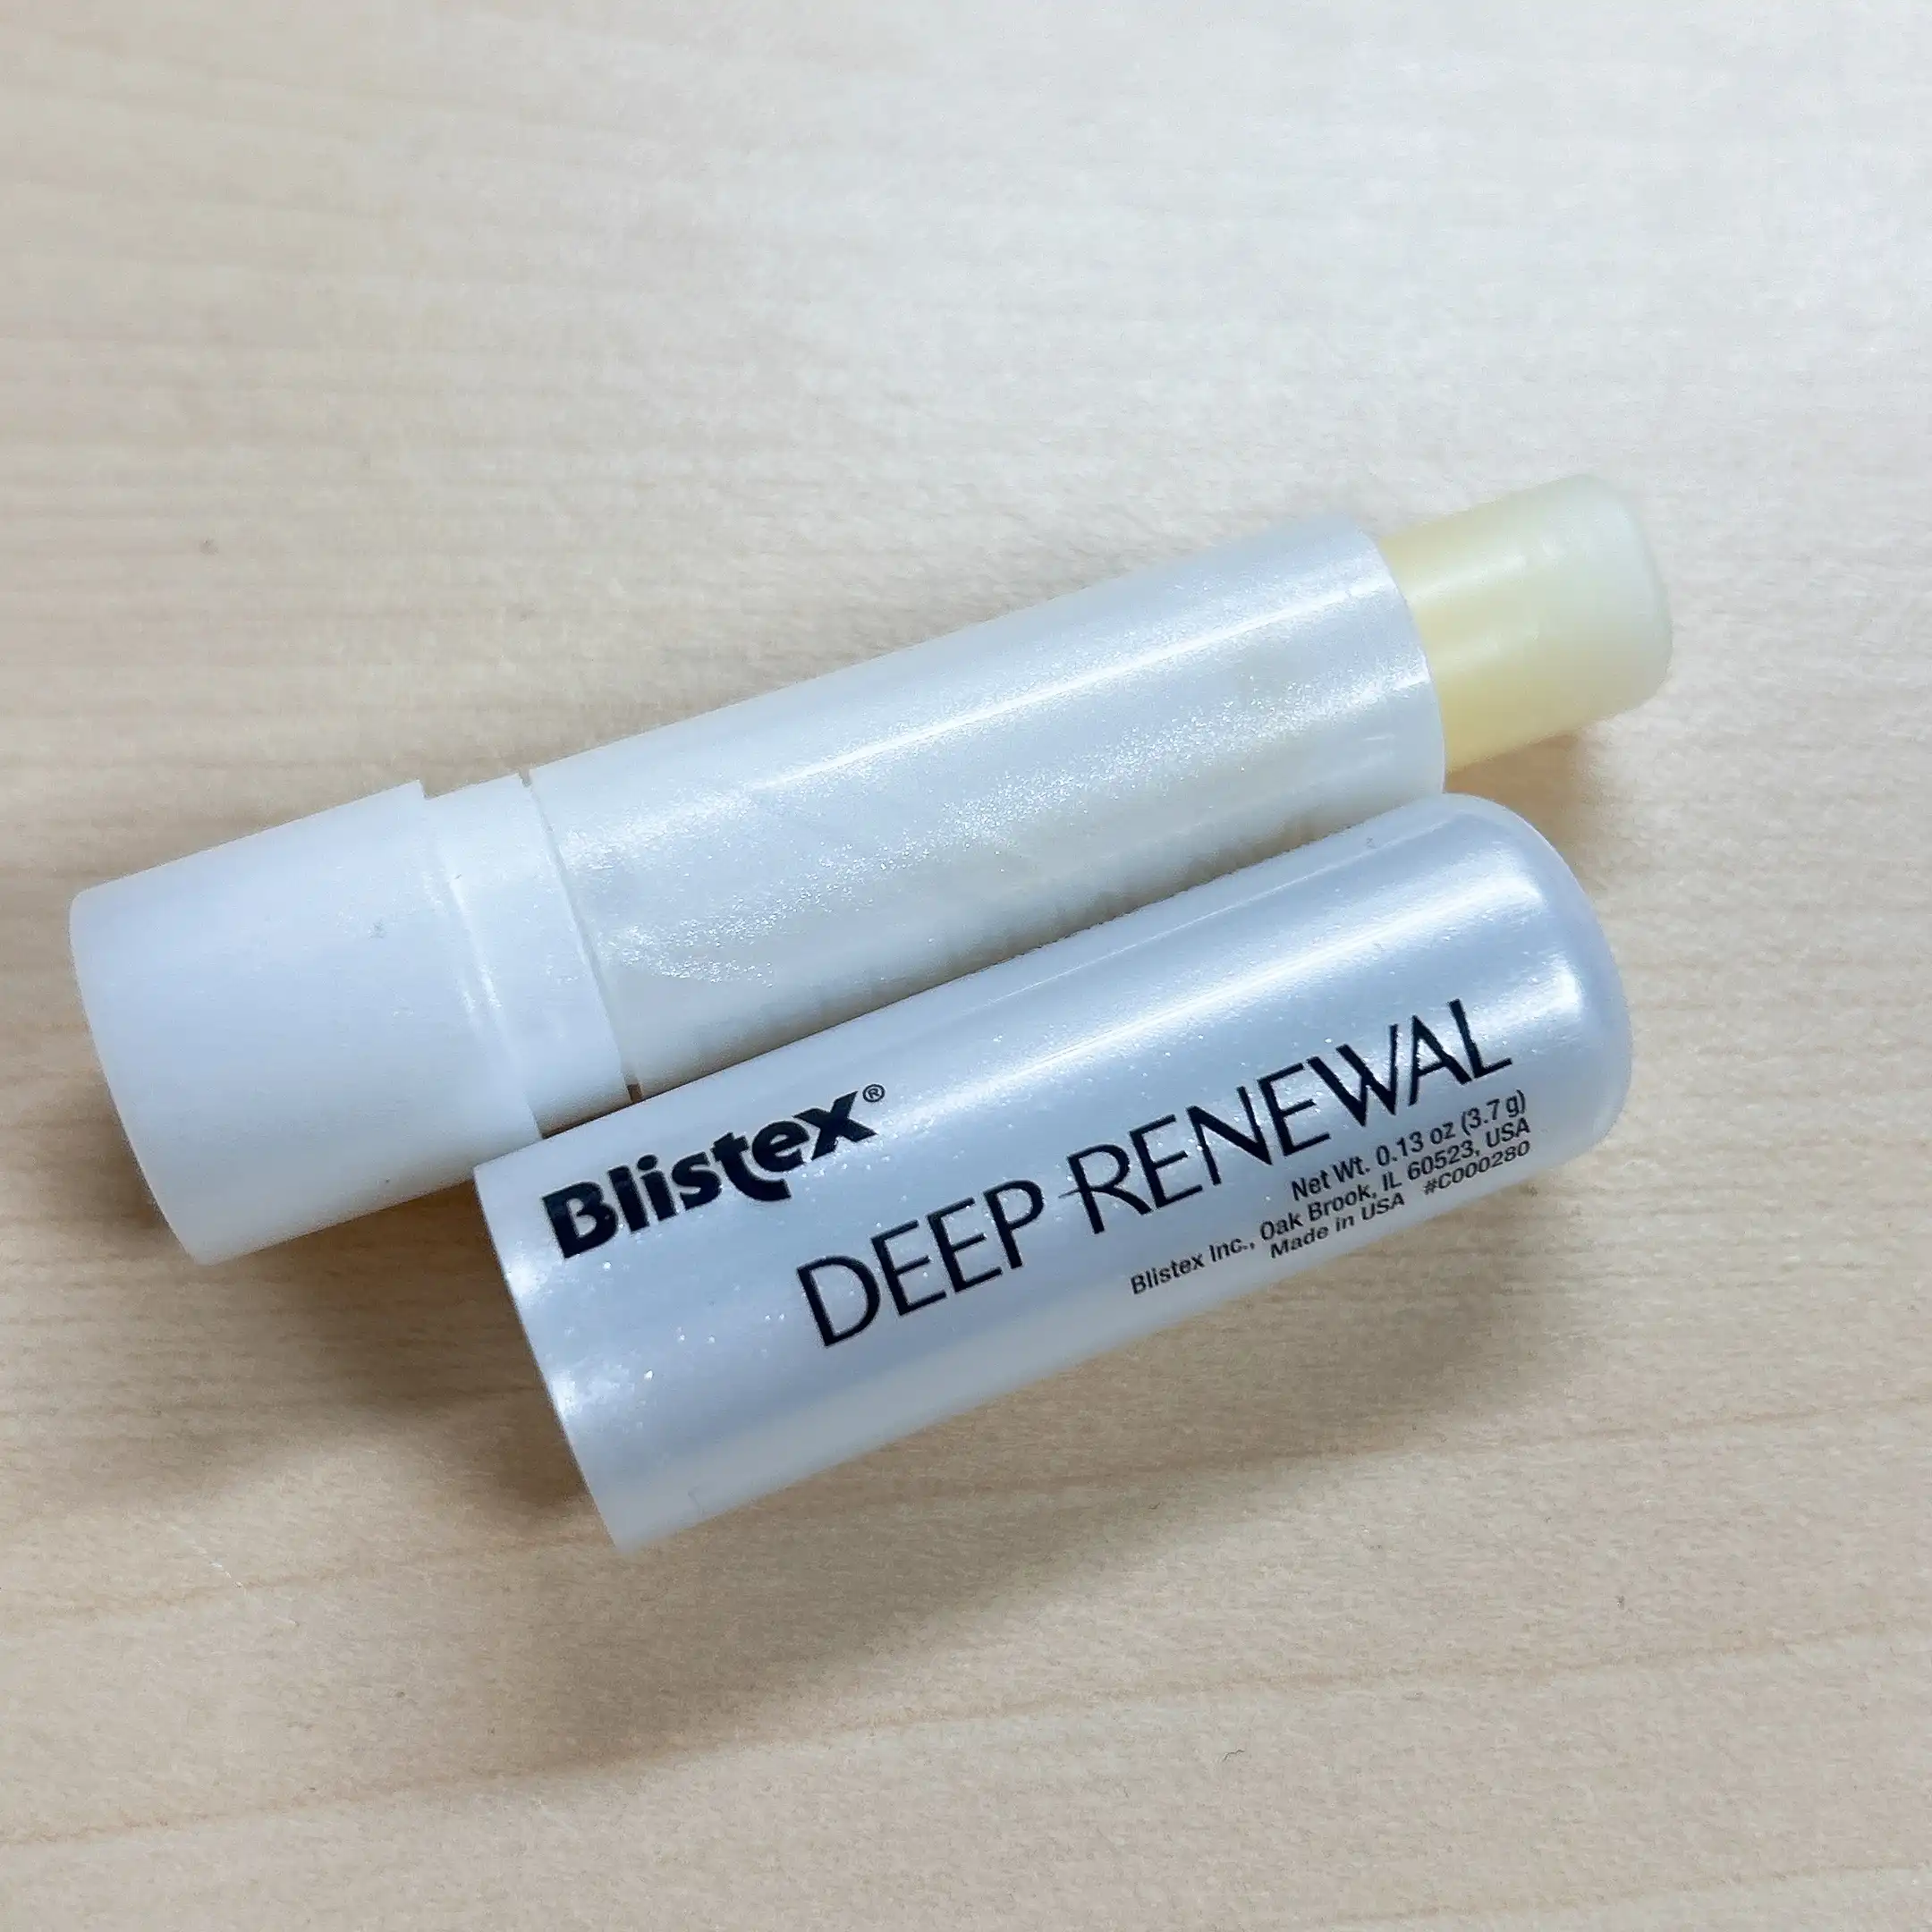 Blistex®
DEEP RENEWAL
Net Wt. 0.13 oz (3.7 g)
Blistex Inc., Oak Brook, IL 60523, USA
Made in USA #C000280